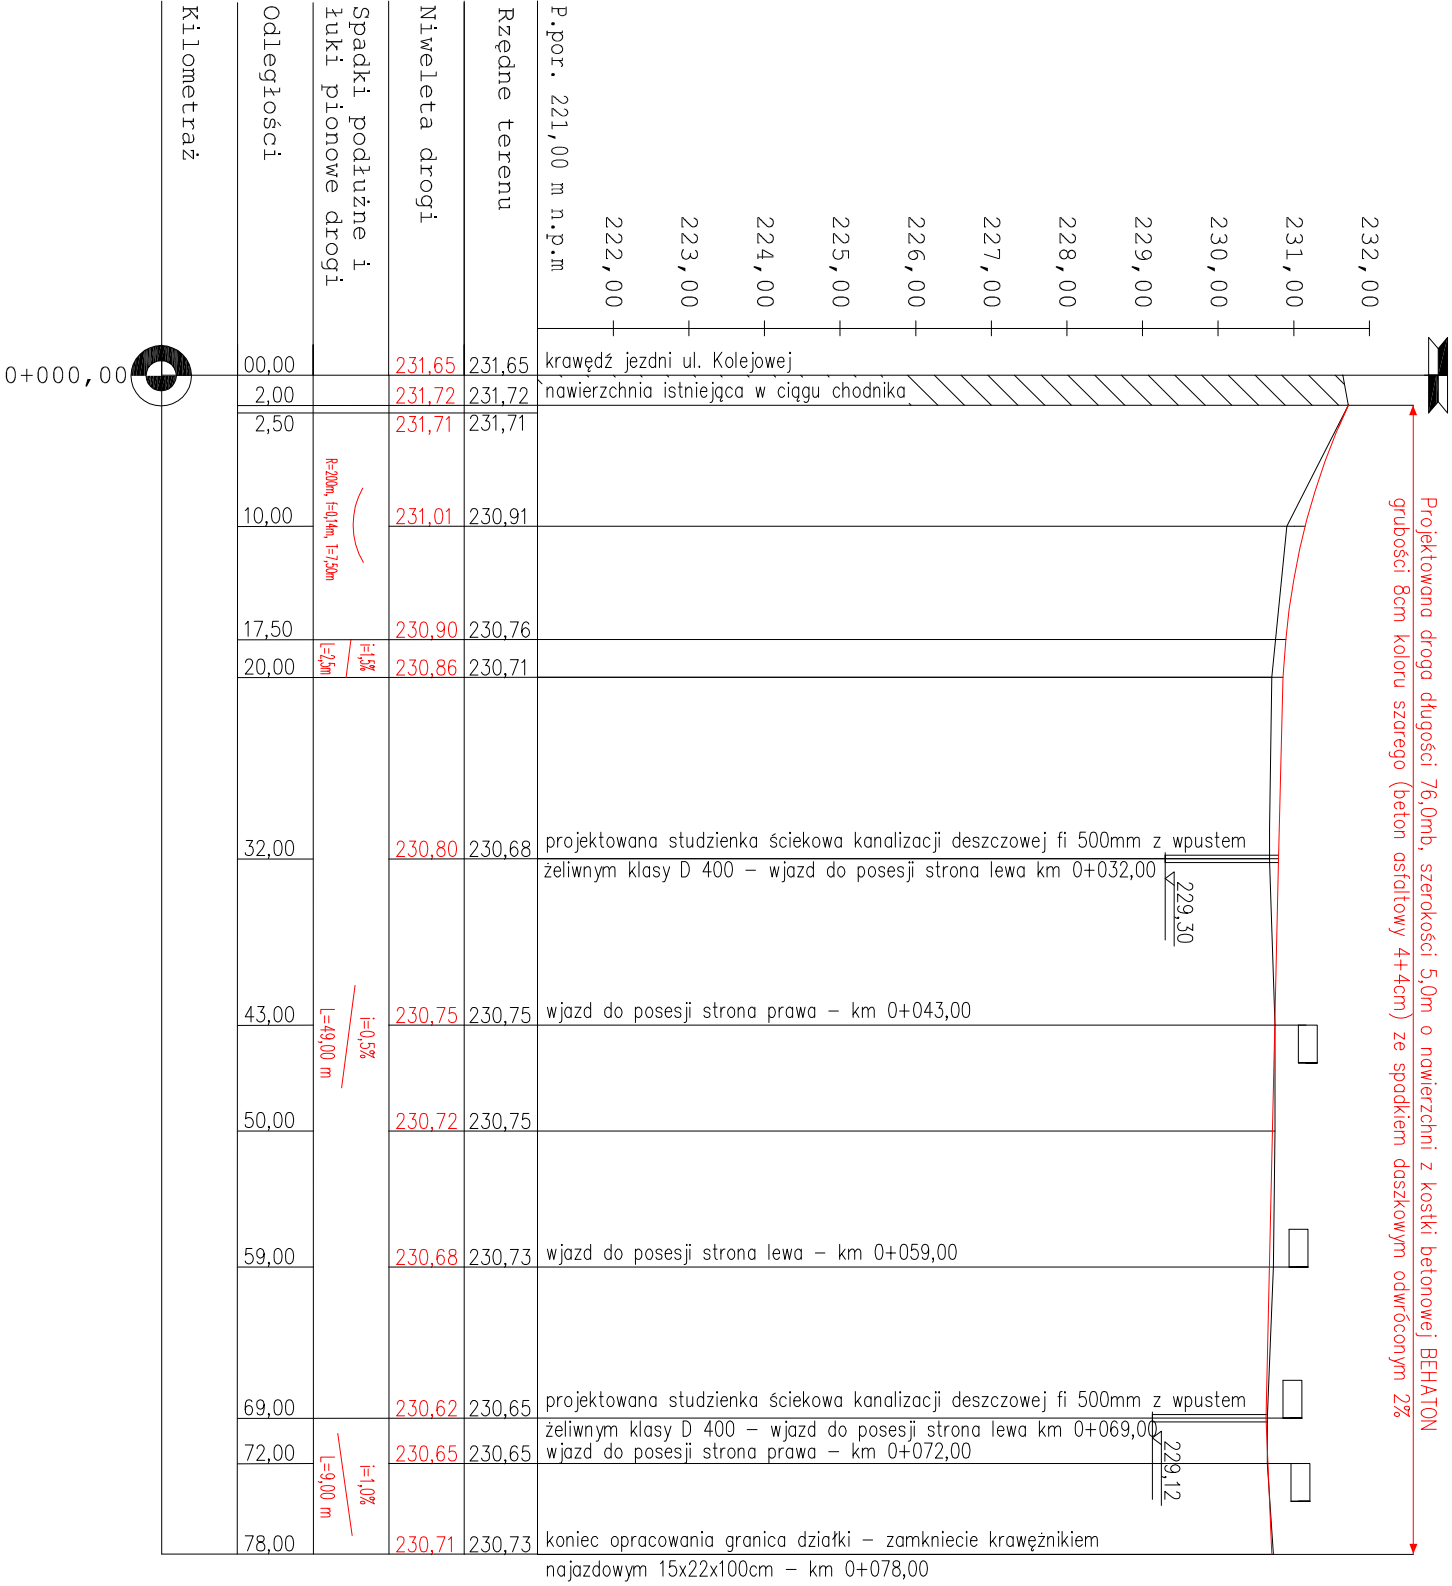 Projektowana droga długości 76,0mb, szerokości 5,0m o nawierzchni z kostki betonowej BEHATON
grubości 8cm koloru szarego (beton asfaltowy 4+4cm) ze spadkiem daszkowym odwróconym 2%
232,00
231,00
230,00
229,00
228,00
227,00
226,00
225,00
224,00
223,00
222,00
P.por. 221,00 m n.p.m
Rzędne terenu
Niweleta drogi
Spadki podłużne i
łuki pionowe drogi
Odległości
Kilometraż
0+000,00
00,00 231,65 231,65 krawędź jezdni ul. Kolejowej
2,00 231,72 231,72 nawierzchnia istniejąca w ciągu chodnika
2,50 231,71 231,71
R=200m, f=0,14m, T=7,50m
10,00 231,01 230,91
17,50 230,90 230,76
i=1,5%
L=2,5m
20,00 230,86 230,71
32,00 230,80 230,68 projektowana studzienka ściekowa kanalizacji deszczowej fi 500mm z wpustem
żeliwnym klasy D 400 – wjazd do posesji strona lewa km 0+032,00
229,30
43,00 230,75 230,75 wjazd do posesji strona prawa – km 0+043,00
i=0,5%
L=49,00 m
50,00 230,72 230,75
59,00 230,68 230,73 wjazd do posesji strona lewa – km 0+059,00
69,00 230,62 230,65 projektowana studzienka ściekowa kanalizacji deszczowej fi 500mm z wpustem
żeliwnym klasy D 400 – wjazd do posesji strona lewa km 0+069,00
229,12
72,00 230,65 230,65 wjazd do posesji strona prawa – km 0+072,00
i=1,0%
L=9,00 m
78,00 230,71 230,73 koniec opracowania granica działki – zamkniecie krawężnikiem
najazdowym 15x22x100cm – km 0+078,00